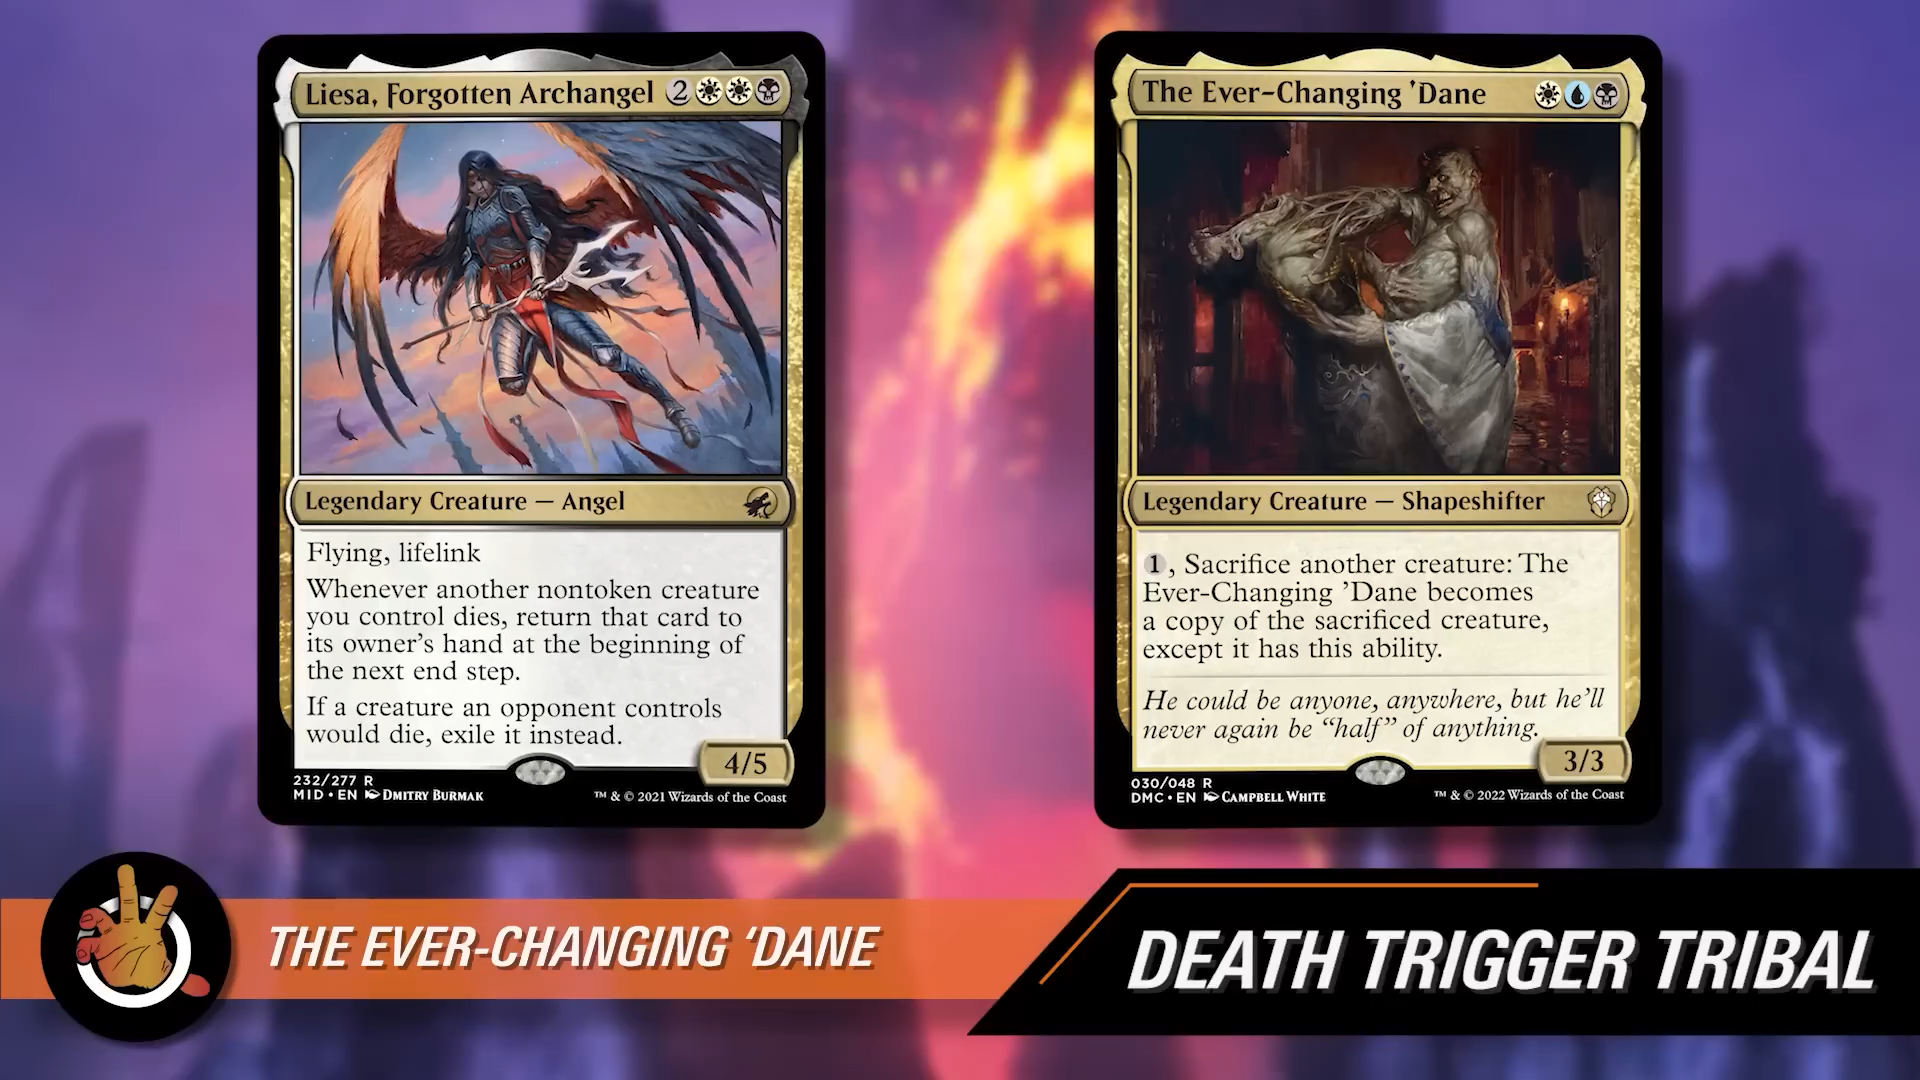 Liesa, Forgotten Archangel 2
Legendary Creature — Angel
Flying, lifelink
Whenever another nontoken creature
you control dies, return that card to
its owner's hand at the beginning of
the next end step.
If a creature an opponent controls
would die, exile it instead.
4/5
232/277 R
MID • EN Dmitry Burmak
™ & © 2021 Wizards of the Coast
The Ever-Changing 'Dane
Legendary Creature — Shapeshifter
1, Sacrifice another creature: The
Ever-Changing 'Dane becomes
a copy of the sacrificed creature,
except it has this ability.
He could be anyone, anywhere, but he'll
never again be “half” of anything.
3/3
030/048 R
DMC • EN Campbell White
™ & © 2022 Wizards of the Coast
THE EVER-CHANGING ‘DANE
DEATH TRIGGER TRIBAL